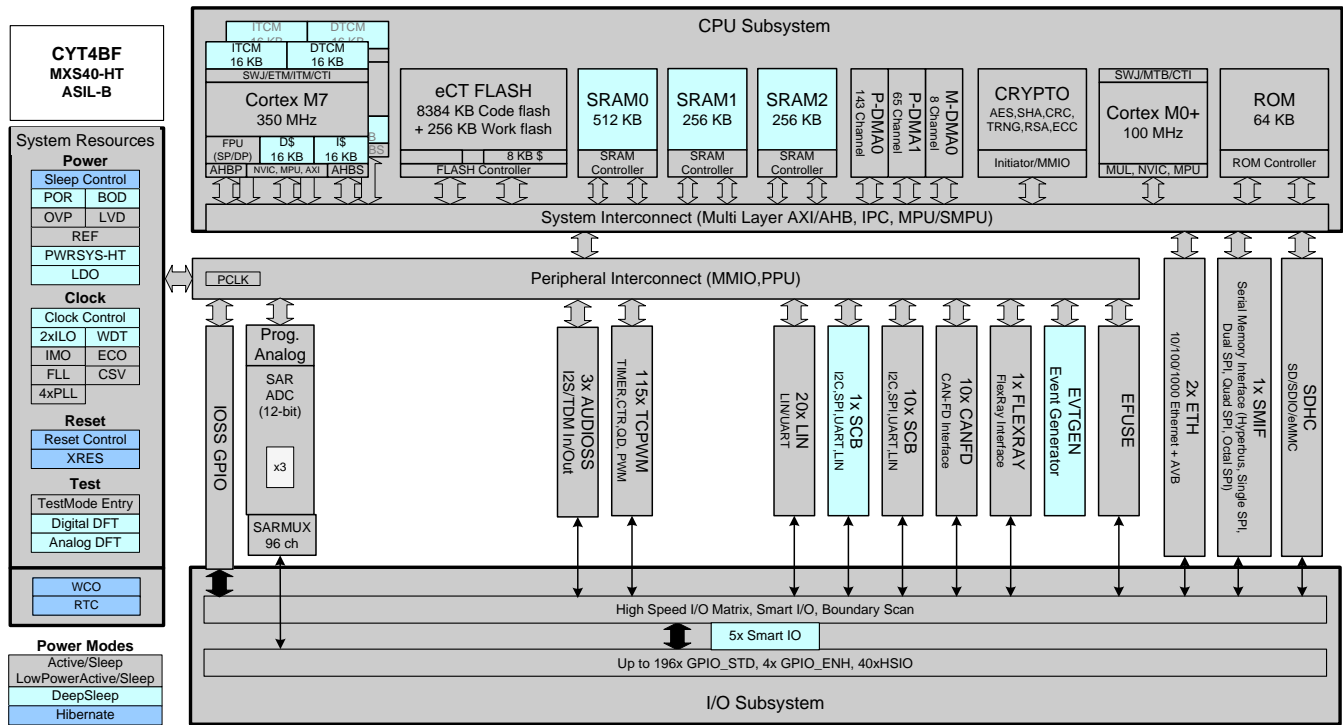 CYT4BF
MXS40-HT
ASIL-B
System Resources
Power
Sleep Control
POR BOD
OVP LVD
REF
PWRSYS-HT
LDO
Clock
Clock Control
2xILO WDT
IMO ECO
FLL CSV
4xPLL
Reset
Reset Control
XRES
Test
TestMode Entry
Digital DFT
Analog DFT
WCO
RTC
Power Modes
Active/Sleep
LowPowerActive/Sleep
DeepSleep
Hibernate
CPU Subsystem
ITCM DTCM
16 KB 16 KB
ITCM DTCM
16 KB 16 KB
SWJ/ETM/ITM/CTI
Cortex M7
350 MHz
FPU
(SP/DP)
D$
16 KB
I$
16 KB
AHBP NVIC, MPU, AXI AHBS
eCT FLASH
8384 KB Code flash
+ 256 KB Work flash
8 KB $
FLASH Controller
SRAM0
512 KB
SRAM
Controller
SRAM1
256 KB
SRAM
Controller
SRAM2
256 KB
SRAM
Controller
P-DMA0
143 Channel
P-DMA1
65 Channel
M-DMA0
8 Channel
CRYPTO
AES,SHA,CRC,
TRNG,RSA,ECC
Initiator/MMIO
SWJ/MTB/CTI
Cortex M0+
100 MHz
MUL, NVIC, MPU
ROM
64 KB
ROM Controller
System Interconnect (Multi Layer AXI/AHB, IPC, MPU/SMPU)
PCLK
Peripheral Interconnect (MMIO,PPU)
IOSS GPIO
Prog.
Analog
SAR
ADC
(12-bit)
x3
SARMUX
96 ch
3x AUDIOSS
I2S/TDM In/Out
115x TCPWM
TIMER,CTR,QD, PWM
20x LIN
LIN/UART
1x SCB
I2C,SPI,UART,LIN
10x SCB
I2C,SPI,UART,LIN
10x CANFD
CAN-FD Interface
1x FLEXRAY
FlexRay Interface
EVTGEN
Event Generator
EFUSE
2x ETH
10/100/1000 Ethernet + AVB
1x SMIF
Serial Memory Interface (Hyperbus, Single SPI,
Dual SPI, Quad SPI, Octal SPI)
SDHC
SD/SDIO/eMMC
High Speed I/O Matrix, Smart I/O, Boundary Scan
5x Smart IO
Up to 196x GPIO_STD, 4x GPIO_ENH, 40xHSIO
I/O Subsystem